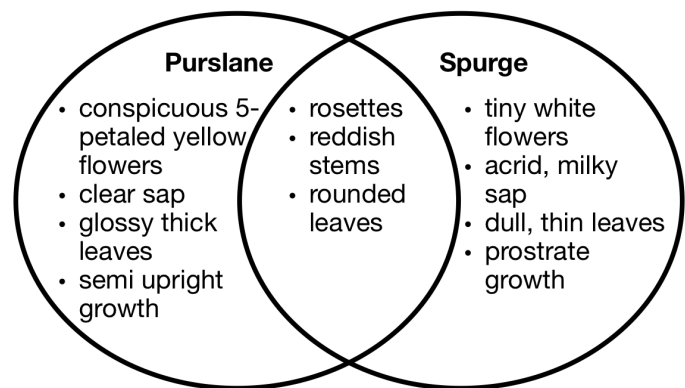 Purslane
• conspicuous 5-
petaled yellow
flowers
• clear sap
• glossy thick
leaves
• semi upright
growth
• rosettes
• reddish
stems
• rounded
leaves
Spurge
• tiny white
flowers
• acrid, milky
sap
• dull, thin leaves
• prostrate
growth